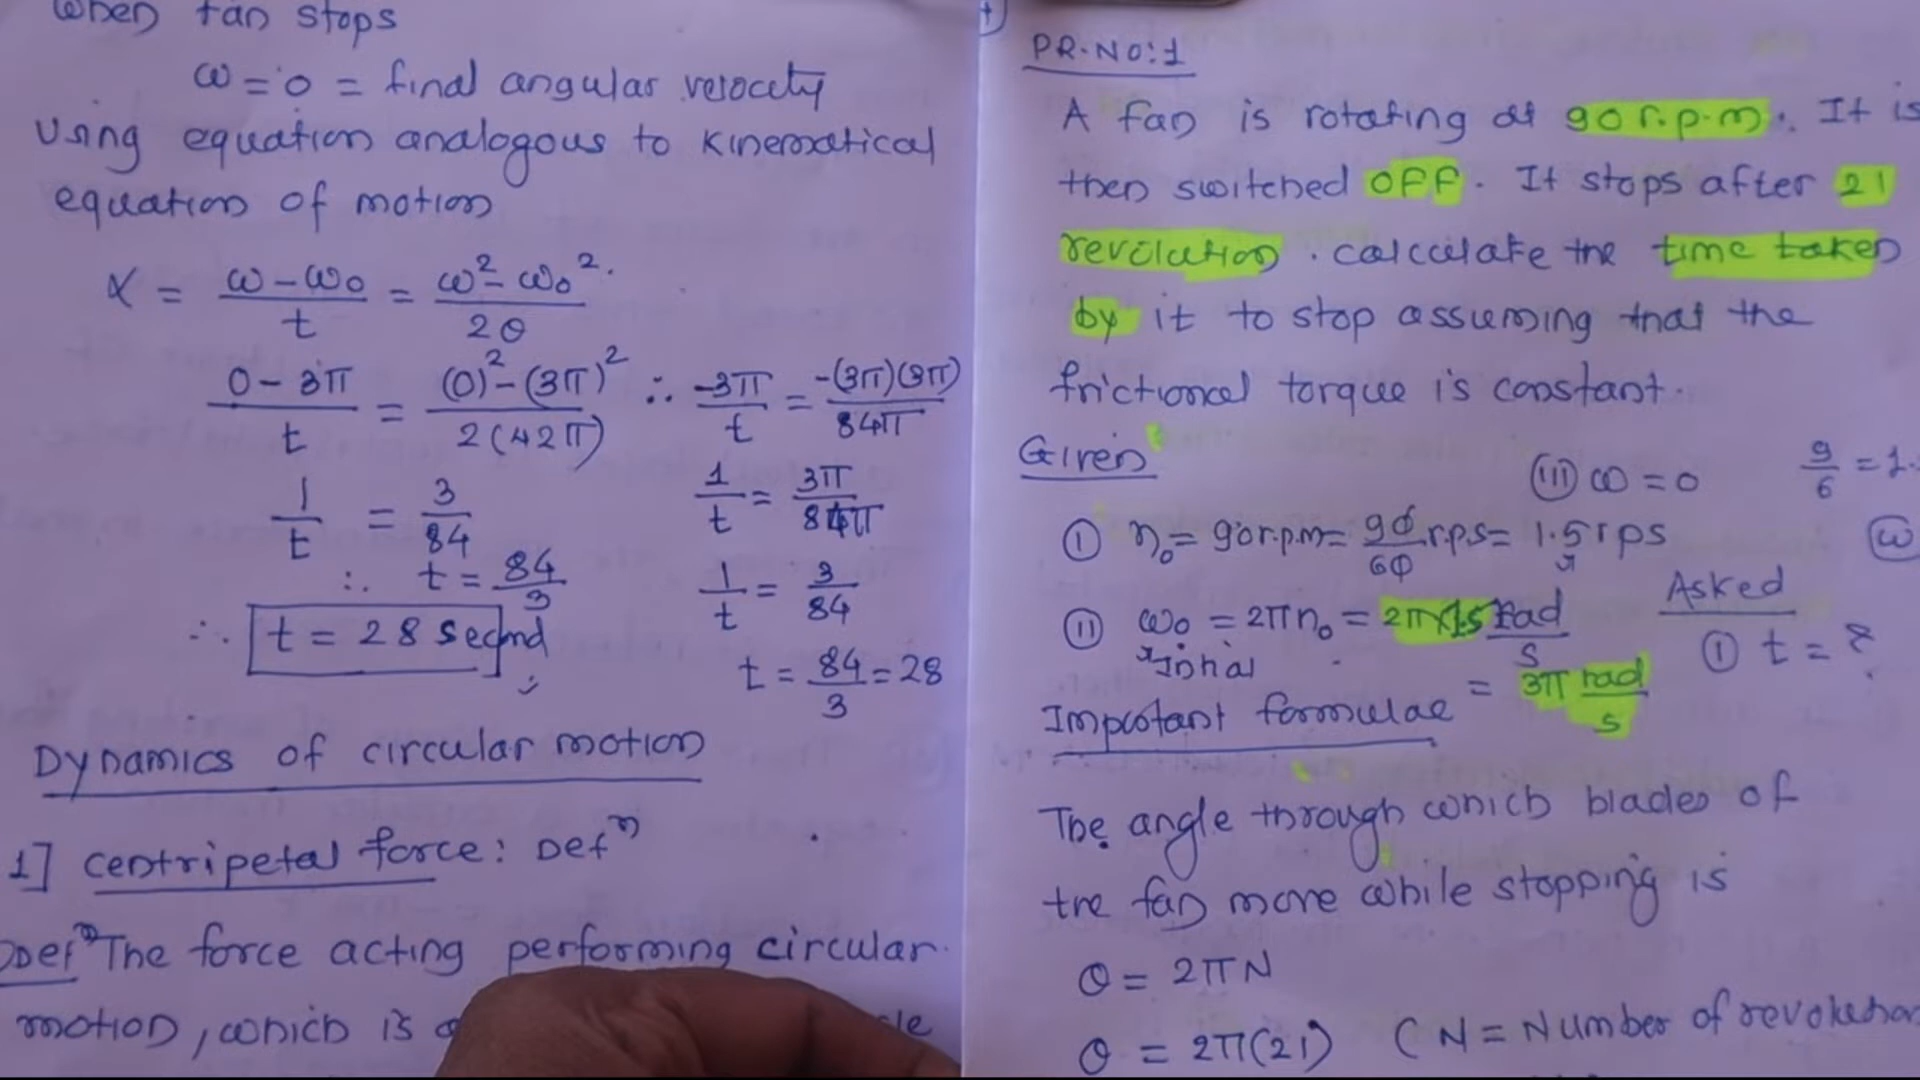 when fan stops
ω = 0 = final angular velocity
Using equation analogous to kinematical
equation of motion
α = (ω - ω₀)/t = (ω² - ω₀²)/2θ
(0 - 3π)/t = ((0)² - (3π)²)/2(42π) ∴ -3π/t = -(3π)(3π)/84π
1/t = 3/84
1/t = 3π/84π
∴ t = 84/3
1/t = 3/84
∴ t = 28 second
t = 84/3 = 28
Dynamics of circular motion
1] Centripetal force: Defⁿ
Defⁿ The force acting performing circular
motion, which is
PR.NO:1
A fan is rotating at 90 r.p.m. It is
then switched OFF. It stops after 21
revolution. calculate the time taken
by it to stop assuming that the
frictional torque is constant.
Given
(III) ω = 0
9/6 = 1.
(I) n₀ = 90 r.p.m = 90/60 r.p.s = 1.5 rps
ω
Asked
(II) ω₀ = 2πn₀ = 2π×1.5 rad/s
(I) t = ?
Initial
= 3π rad/s
Impotant formulae
The angle through which blades of
the fan move while stopping is
θ = 2πN
θ = 2π(21) (N = Number of